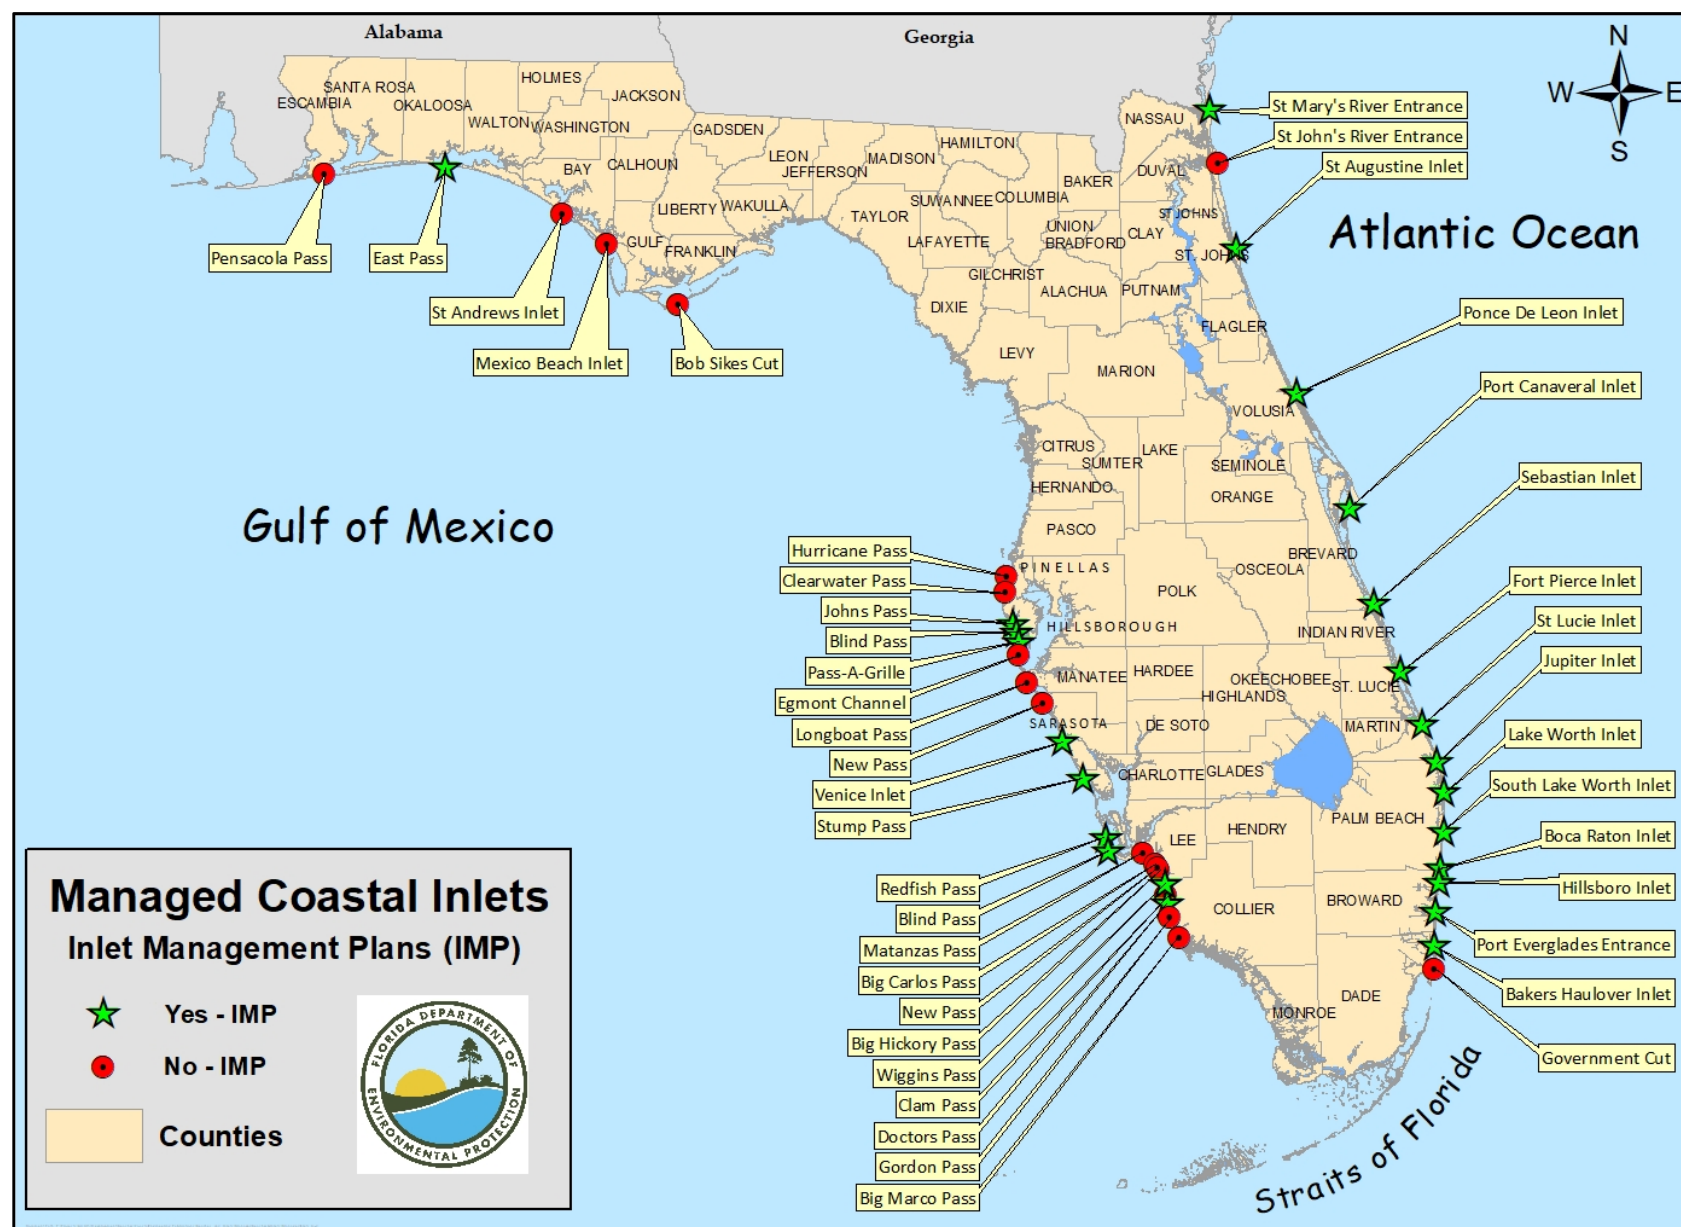 Alabama
Georgia
N
W E
S
HOLMES
SANTA ROSA
JACKSON
ESCAMBIA
OKALOOSA
WALTON
WASHINGTON
GADSDEN
BAY
CALHOUN
LEON
JEFFERSON
MADISON
HAMILTON
LIBERTY
WAKULLA
GULF
FRANKLIN
TAYLOR
SUWANNEE
COLUMBIA
BAKER
NASSAU
DUVAL
LAFAYETTE
UNION
BRADFORD
CLAY
ST JOHNS
ST. JOHNS
GILCHRIST
DIXIE
ALACHUA
PUTNAM
FLAGLER
LEVY
MARION
VOLUSIA
CITRUS
SUMTER
LAKE
SEMINOLE
HERNANDO
ORANGE
PASCO
PINELLAS
BREVARD
OSCEOLA
POLK
HILLSBOROUGH
INDIAN RIVER
MANATEE
HARDEE
OKEECHOBEE
HIGHLANDS
ST. LUCIE
SARASOTA
DE SOTO
MARTIN
CHARLOTTE
GLADES
PALM BEACH
LEE
HENDRY
COLLIER
BROWARD
DADE
MONROE
Pensacola Pass
East Pass
St Andrews Inlet
Mexico Beach Inlet
Bob Sikes Cut
St Mary's River Entrance
St John's River Entrance
St Augustine Inlet
Atlantic Ocean
Ponce De Leon Inlet
Port Canaveral Inlet
Sebastian Inlet
Fort Pierce Inlet
St Lucie Inlet
Jupiter Inlet
Lake Worth Inlet
South Lake Worth Inlet
Boca Raton Inlet
Hillsboro Inlet
Port Everglades Entrance
Bakers Haulover Inlet
Government Cut
Gulf of Mexico
Hurricane Pass
Clearwater Pass
Johns Pass
Blind Pass
Pass-A-Grille
Egmont Channel
Longboat Pass
New Pass
Venice Inlet
Stump Pass
Redfish Pass
Blind Pass
Matanzas Pass
Big Carlos Pass
New Pass
Big Hickory Pass
Wiggins Pass
Clam Pass
Doctors Pass
Gordon Pass
Big Marco Pass
Straits of Florida
Managed Coastal Inlets
Inlet Management Plans (IMP)
Yes - IMP
No - IMP
Counties
FLORIDA DEPARTMENT OF
ENVIRONMENTAL PROTECTION